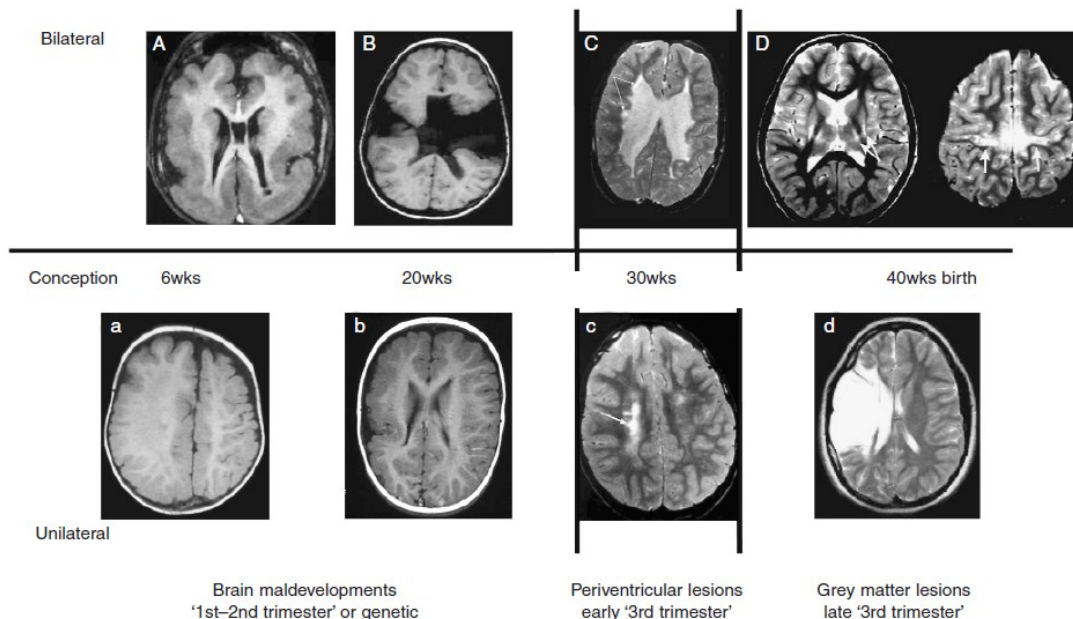 Bilateral
A
B
C
D
Conception 6wks 20wks 30wks 40wks birth
a
b
c
d
Unilateral
Brain maldevelopments
‘1st–2nd trimester’ or genetic
Periventricular lesions
early ‘3rd trimester’
Grey matter lesions
late ‘3rd trimester’